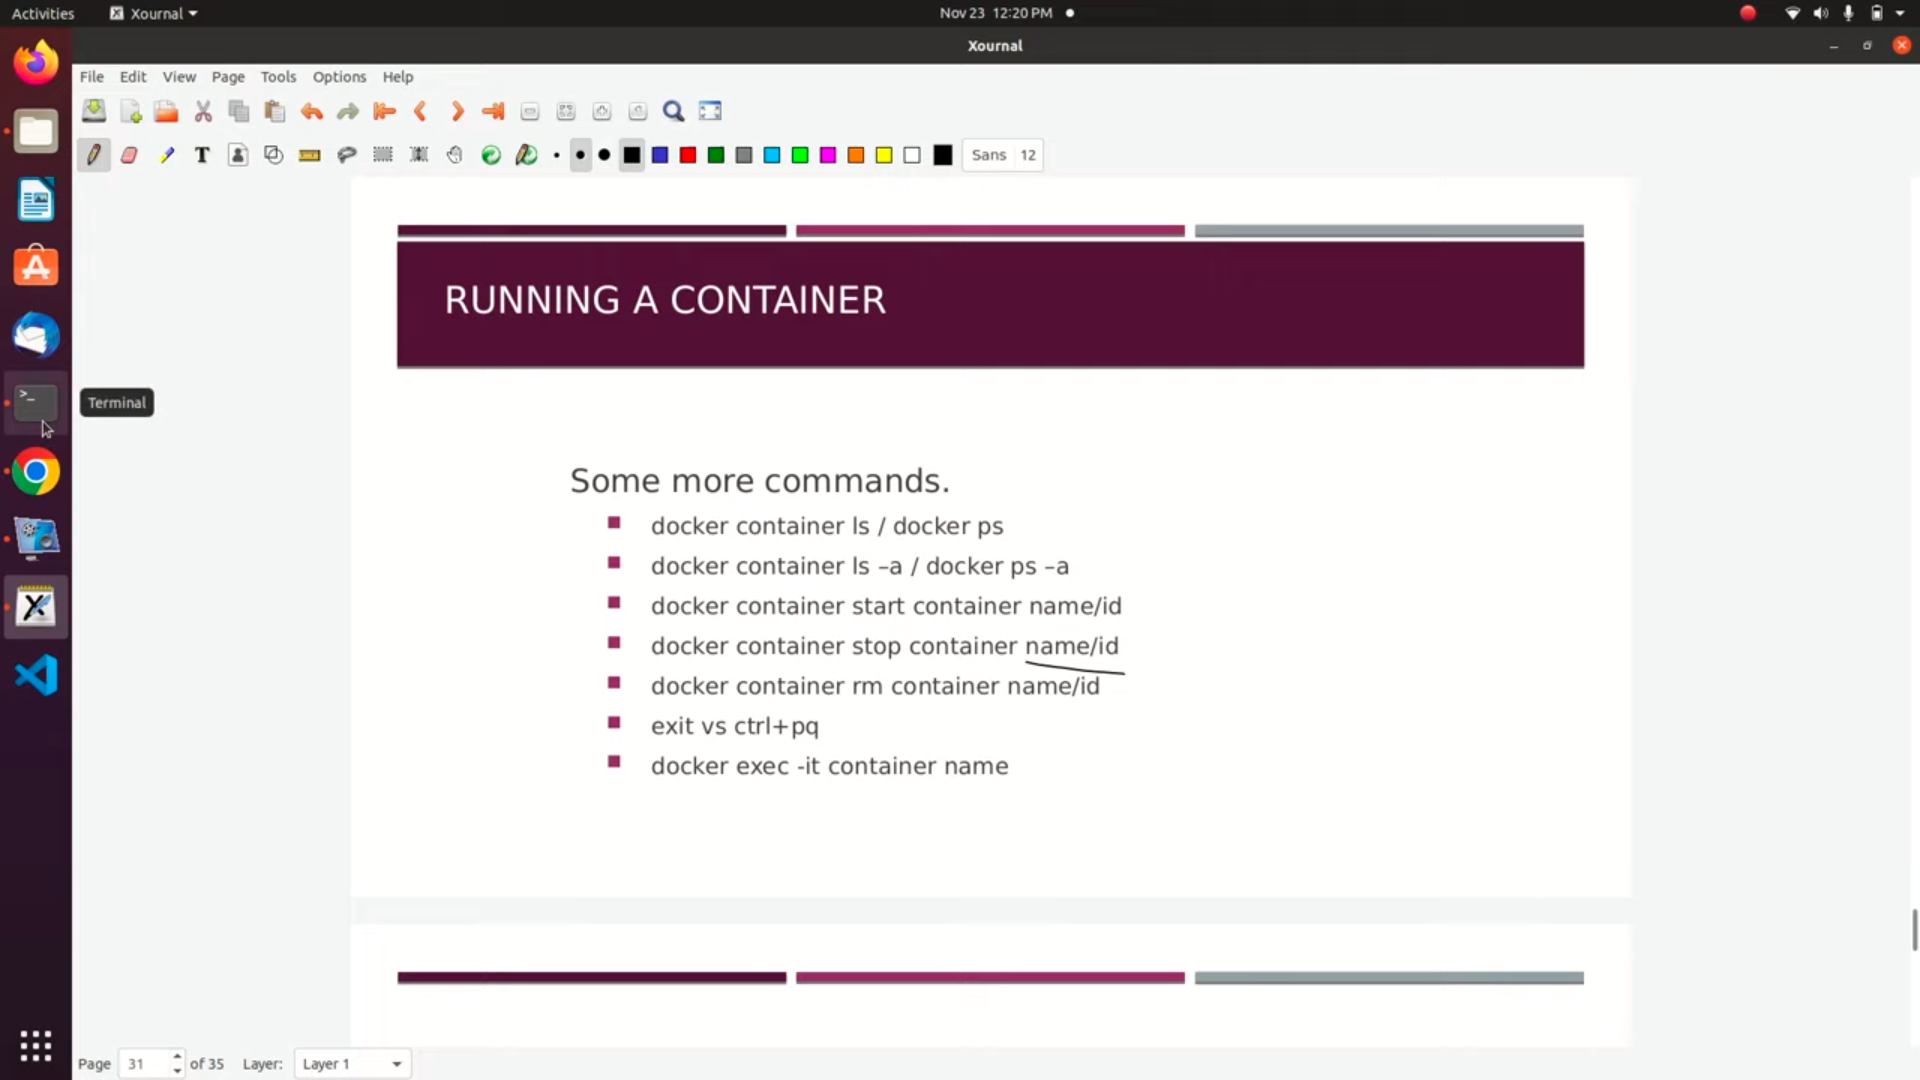 Activities Xournal Nov 23 12:20 PM
Xournal
File Edit View Page Tools Options Help
T Sans 12
RUNNING A CONTAINER
Terminal
Some more commands.
docker container ls / docker ps
docker container ls –a / docker ps –a
docker container start container name/id
docker container stop container name/id
docker container rm container name/id
exit vs ctrl+pq
docker exec -it container name
Page 31 of 35 Layer: Layer 1